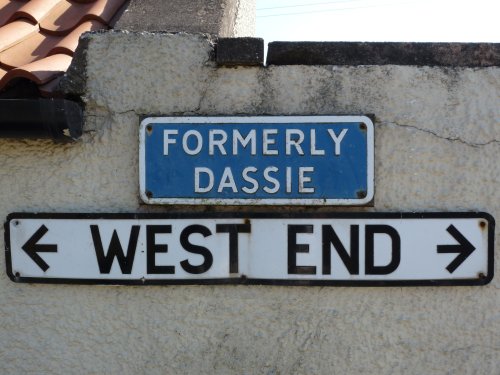 FORMERLY
DASSIE
← WEST END →